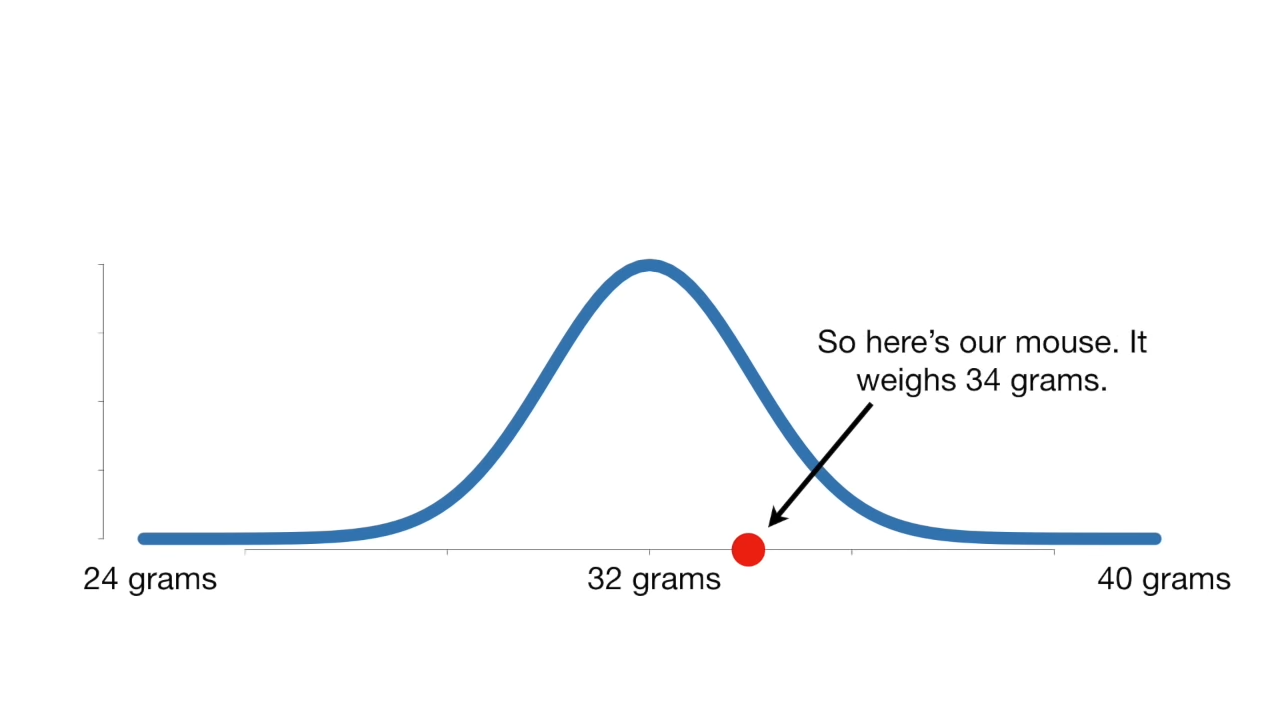 So here’s our mouse. It
weighs 34 grams.
24 grams
32 grams
40 grams